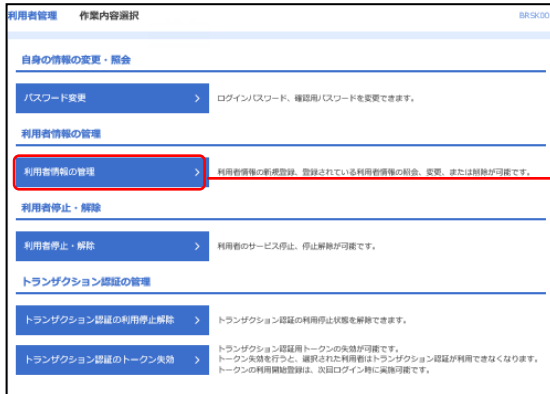 利用者管理 作業内容選択 BRSK00
自身の情報の変更・照会
パスワード変更 > ログインパスワード、確認用パスワードを変更できます。
利用者情報の管理
利用者情報の管理 > 利用者情報の新規登録、登録されている利用者情報の照会、変更、または削除が可能です。
利用者停止・解除
利用者停止・解除 > 利用者のサービス停止、停止解除が可能です。
トランザクション認証の管理
トランザクション認証の利用停止解除 > トランザクション認証の利用停止状態を解除できます。
トランザクション認証のトークン失効 > トランザクション認証用トークンの失効が可能です。
トークン失効を行うと、選択された利用者はトランザクション認証が利用できなくなります。
トークンの利用開始登録は、次回ログイン時に実施可能です。